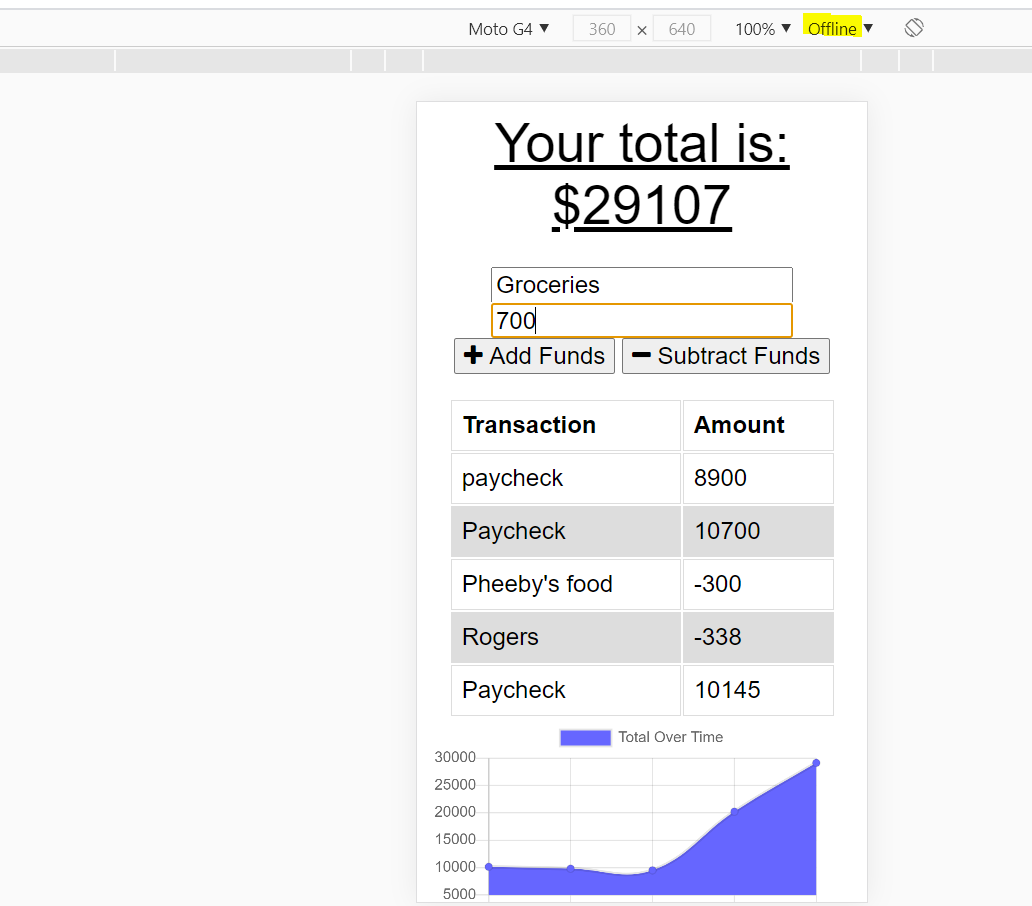 Moto G4 360 × 640 100% Offline
Your total is:
$29107
Groceries
700
Add Funds Subtract Funds
Transaction Amount
paycheck 8900
Paycheck 10700
Pheeby's food -300
Rogers -338
Paycheck 10145
Total Over Time
30000
25000
20000
15000
10000
5000